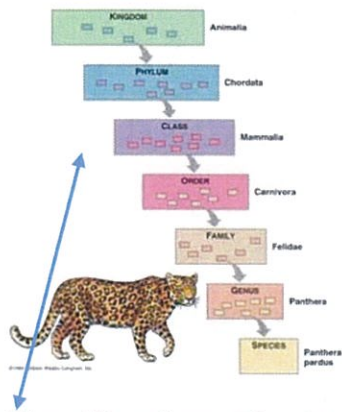 KINGDOM
Animalia
PHYLUM
Chordata
CLASS
Mammalia
ORDER
Carnivora
FAMILY
Felidae
GENUS
Panthera
SPECIES
Panthera
pardus